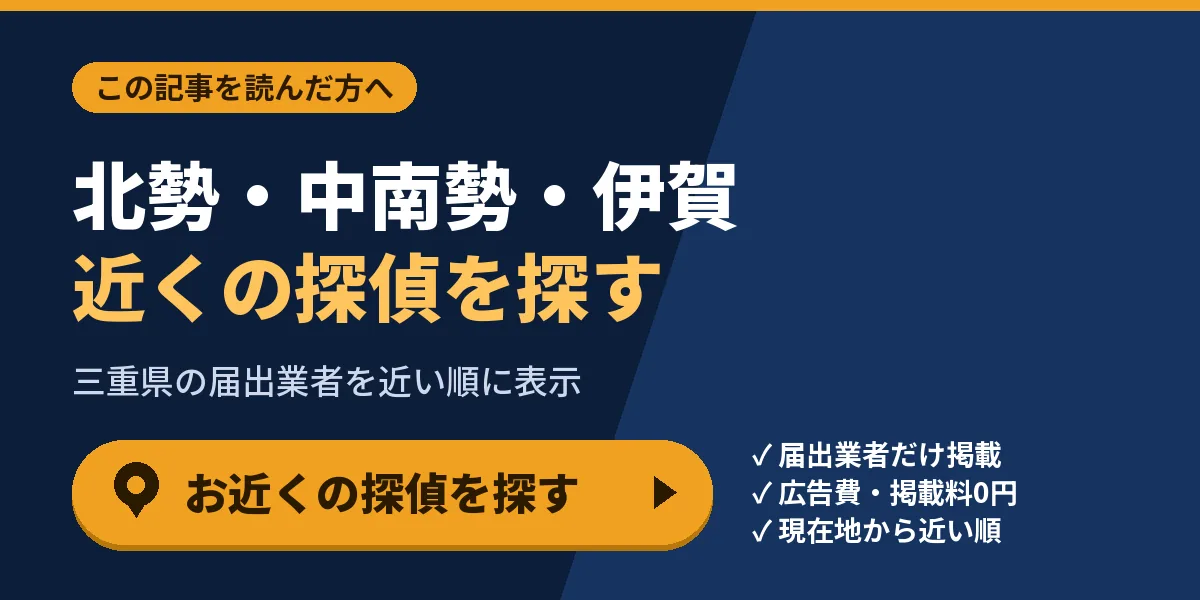 この記事を読んだ方へ
北勢・中南勢・伊賀
近くの探偵を探す
三重県の届出業者を近い順に表示
お近くの探偵を探す
✓ 届出業者だけ掲載
✓ 広告費・掲載料0円
✓ 現在地から近い順